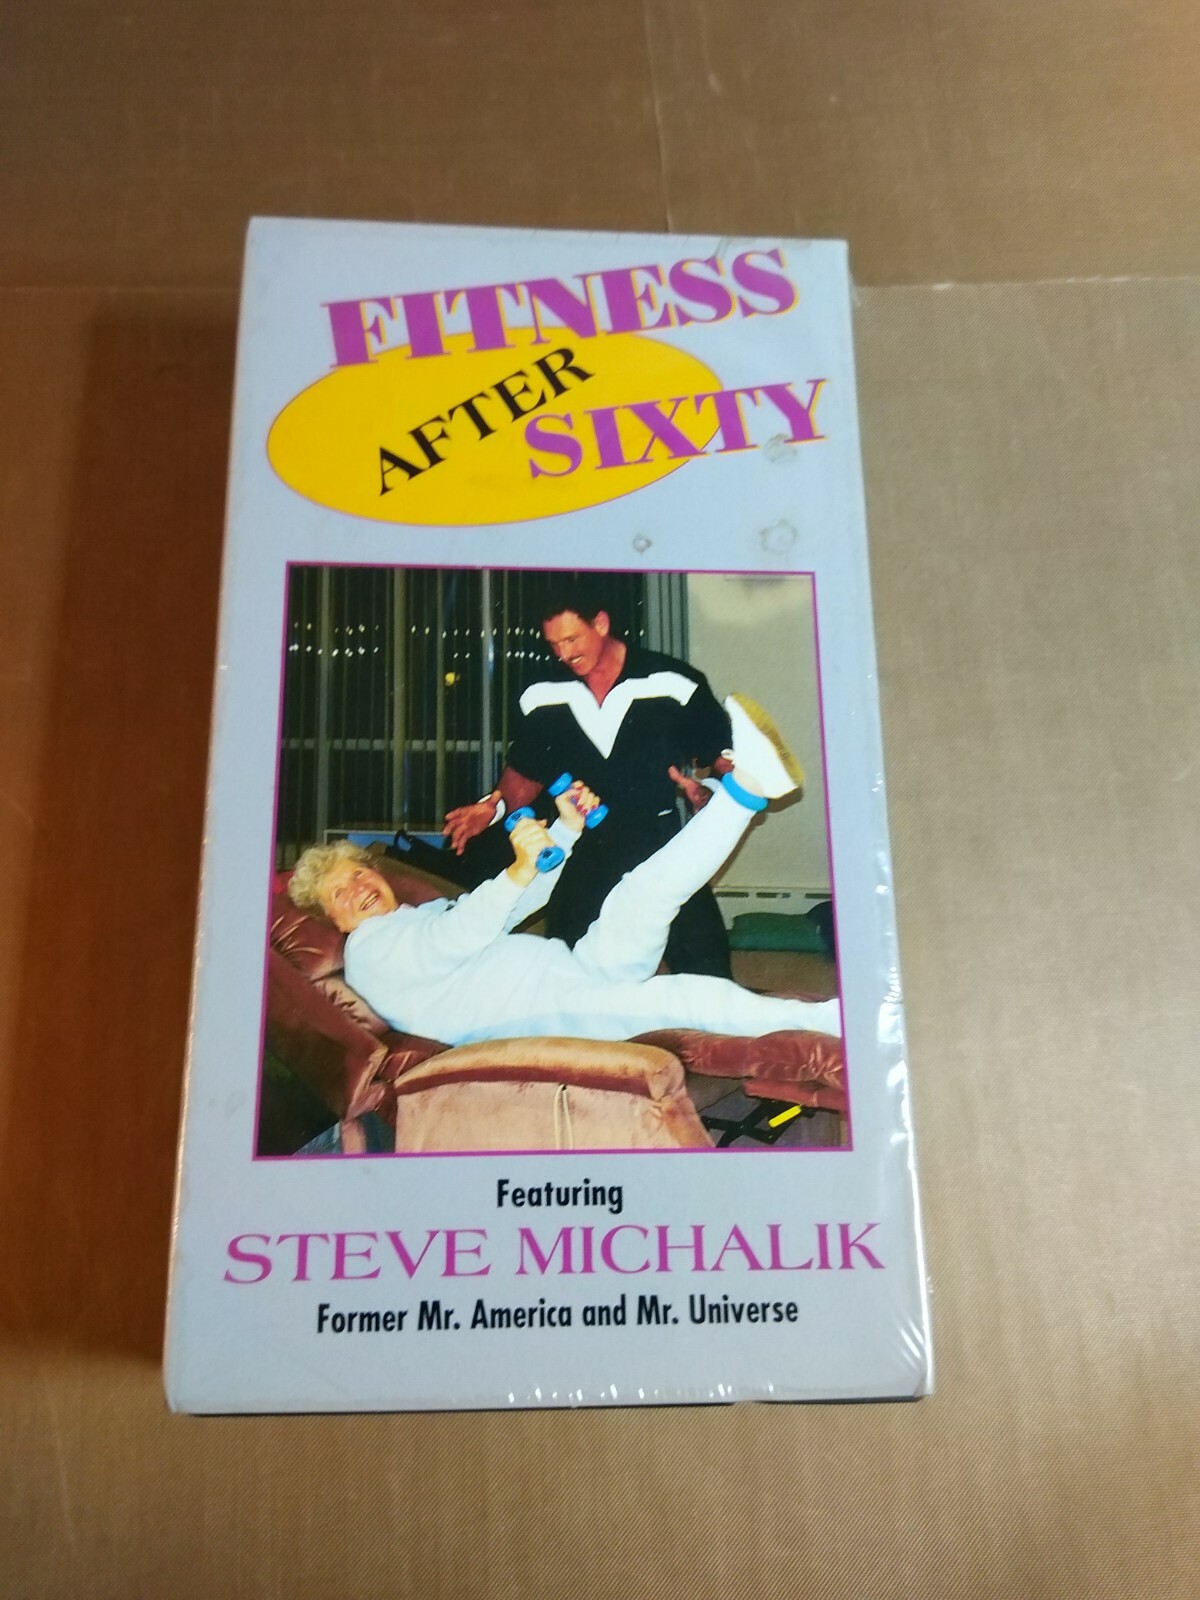 FITNESS
AFTER
SIXTY
Featuring
STEVE MICHALIK
Former Mr. America and Mr. Universe